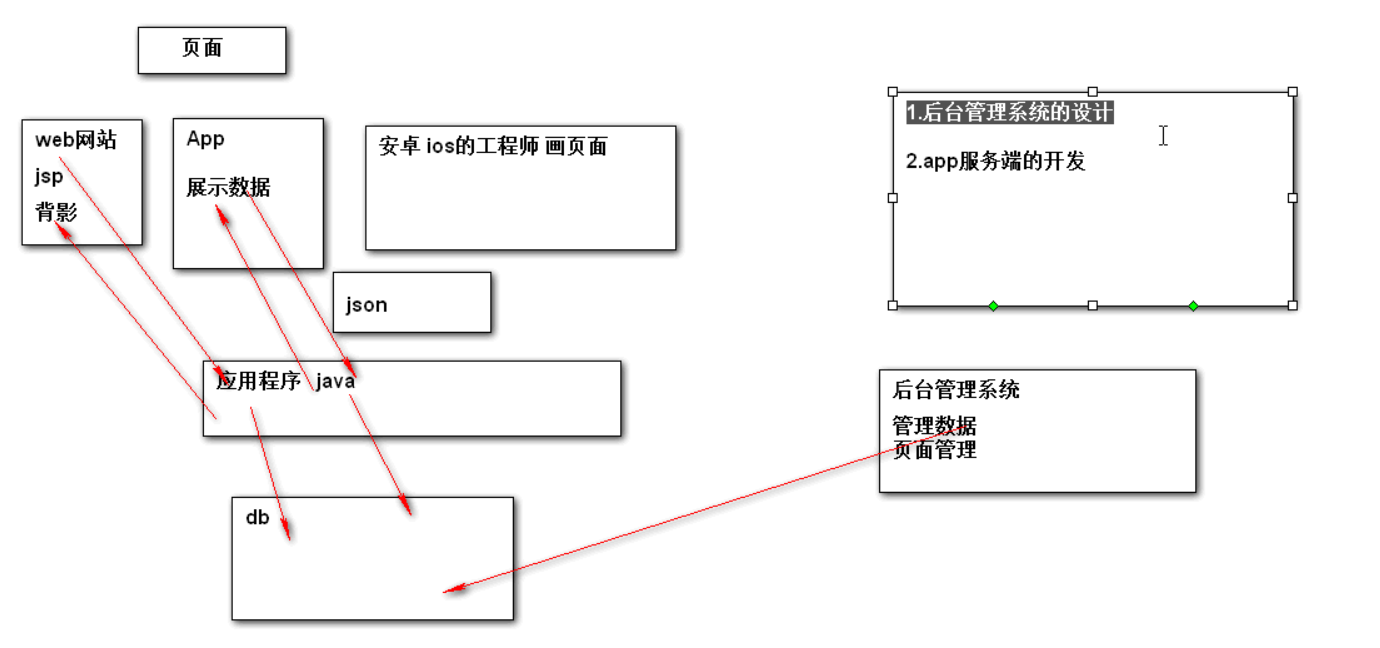 页面
web网站
jsp
背影
App
展示数据
安卓 ios的工程师 画页面
json
应用程序 java
db
1.后台管理系统的设计
2.app服务端的开发
后台管理系统
管理数据
页面管理